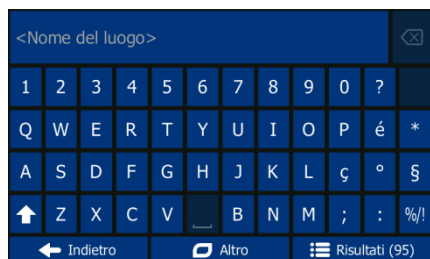 <Nome del luogo>
1 2 3 4 5 6 7 8 9 0 ?
Q W E R T Y U I O P é *
A S D F G H J K L ç ° §
Z X C V B N M ; : %/!
Indietro Altro Risultati (95)